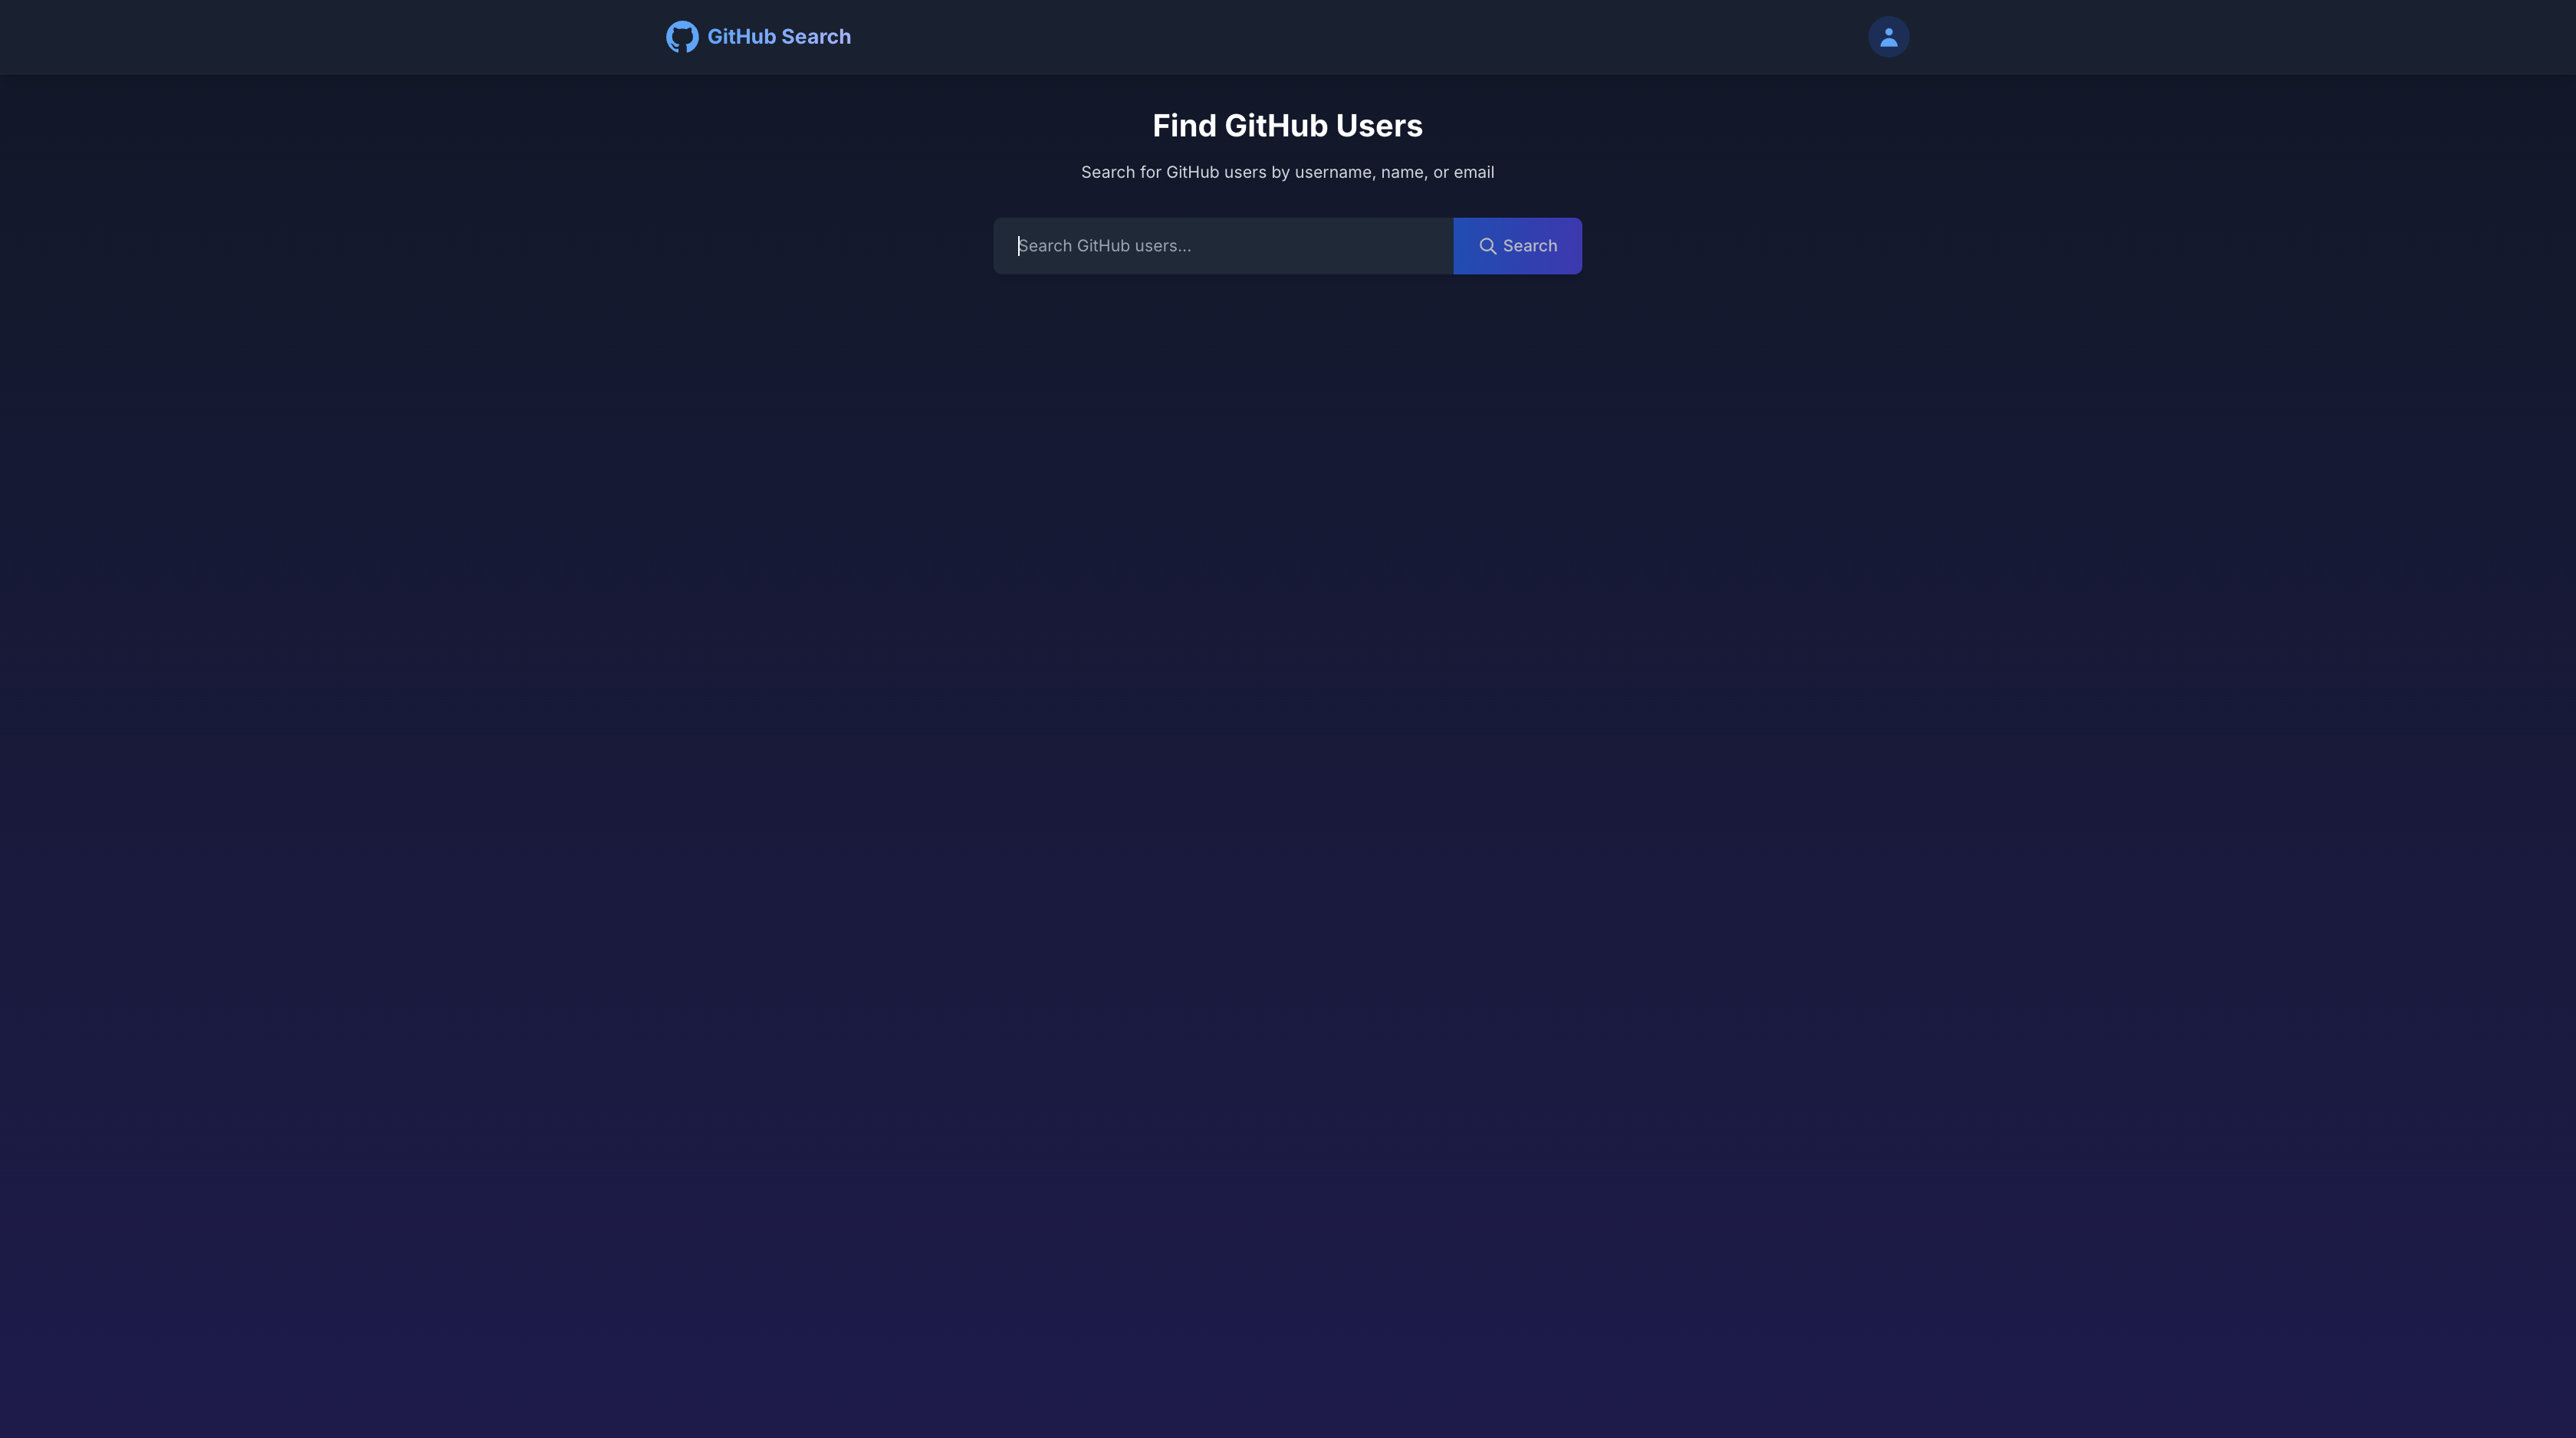 GitHub Search
Find GitHub Users
Search for GitHub users by username, name, or email
Search GitHub users...
Search